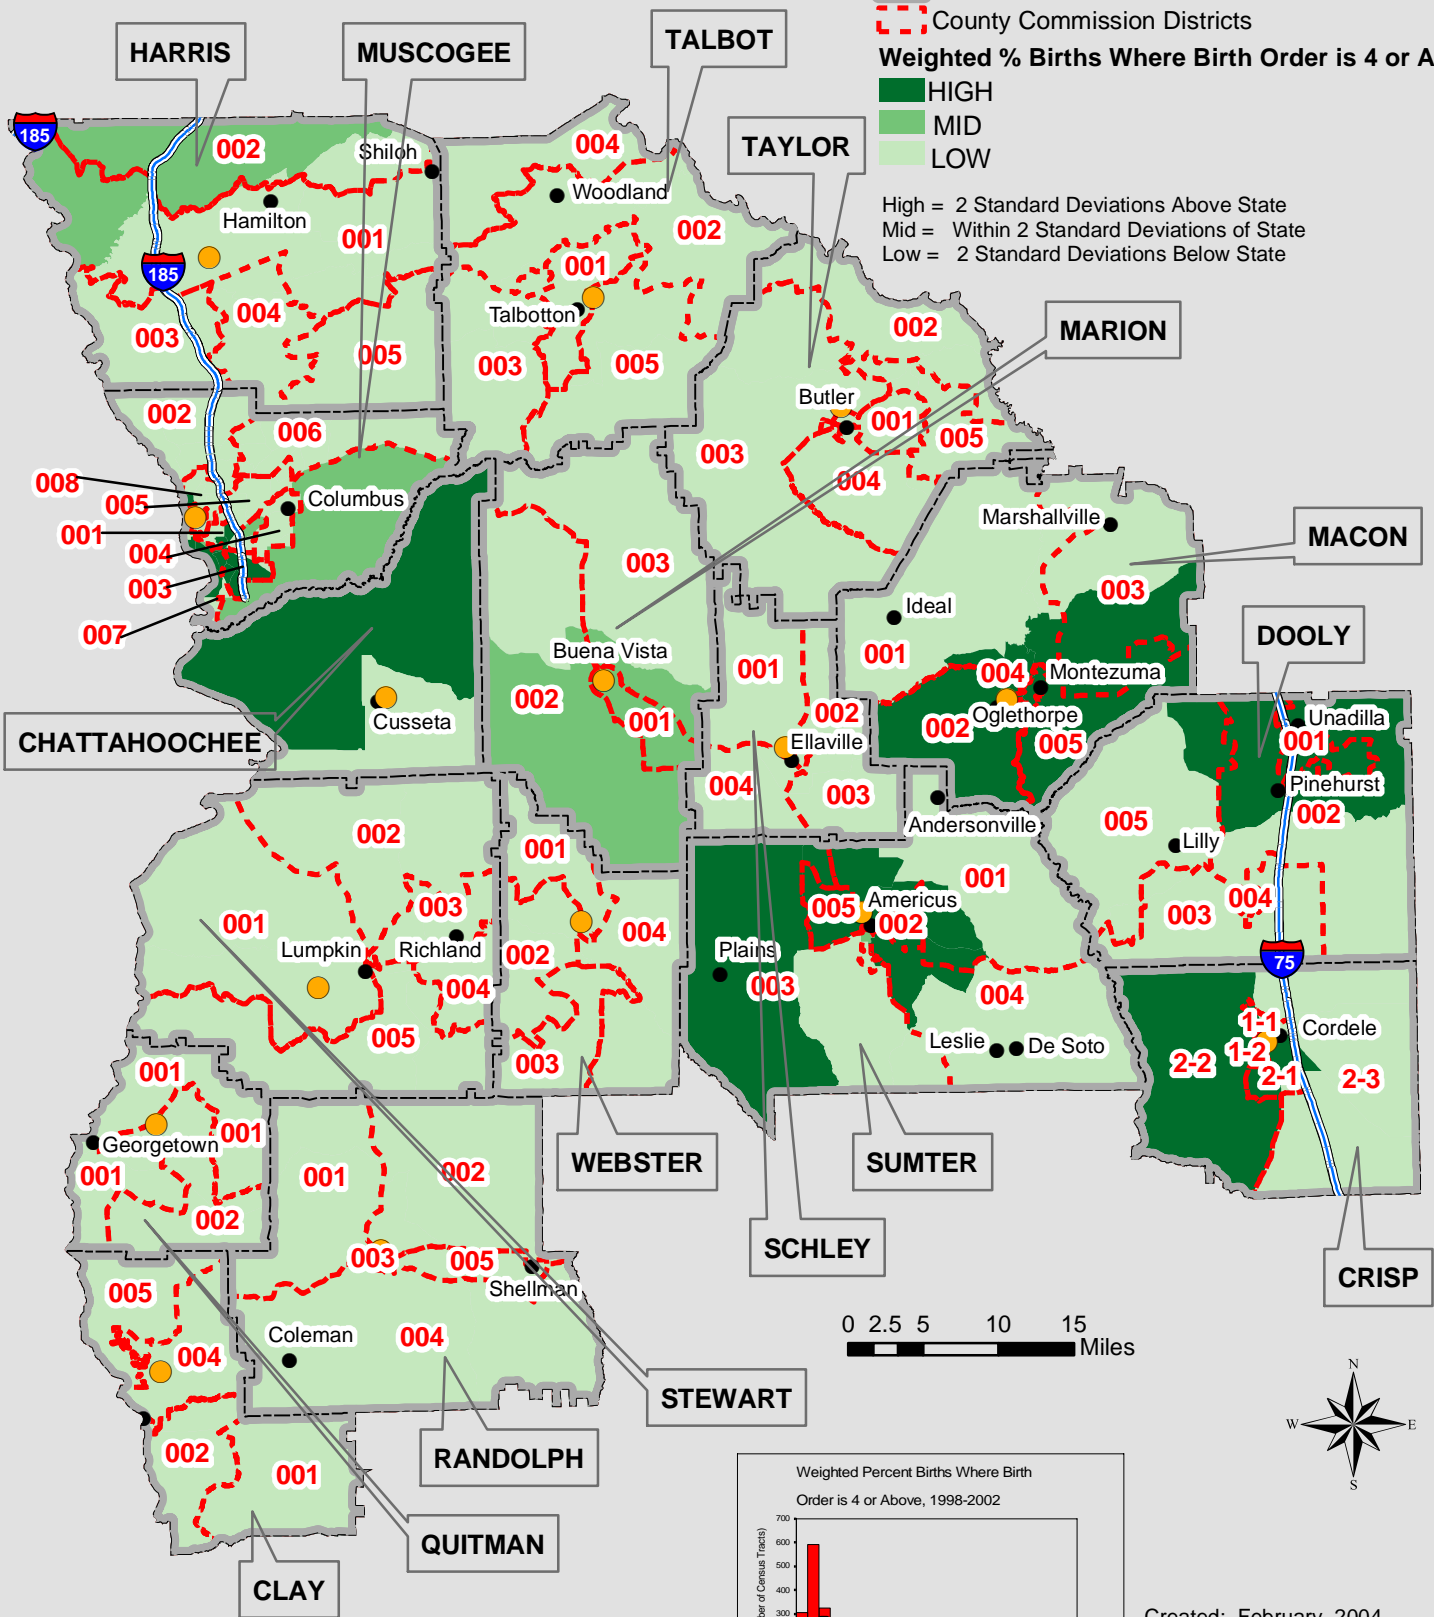 County Commission Districts
Weighted % Births Where Birth Order is 4 or A
HIGH
MID
LOW
High = 2 Standard Deviations Above State
Mid = Within 2 Standard Deviations of State
Low = 2 Standard Deviations Below State
HARRIS
MUSCOGEE
TALBOT
TAYLOR
MARION
MACON
DOOLY
CHATTAHOOCHEE
WEBSTER
SUMTER
SCHLEY
CRISP
STEWART
RANDOLPH
QUITMAN
CLAY
185
002
Shiloh
Hamilton
001
185
004
003
005
004
Woodland
002
001
Talbotton
003
005
002
Butler
001
005
003
004
002
006
008
005
Columbus
001
004
003
007
Marshallville
003
Ideal
001
004
Montezuma
002
Oglethorpe
005
003
Buena Vista
002
001
001
002
Ellaville
004
003
Andersonville
Cusseta
Unadilla
001
Pinehurst
002
005
Lilly
003
004
75
002
001
003
Lumpkin
Richland
004
005
001
002
004
003
001
005
Americus
002
Plains
003
004
Leslie
De Soto
1-1
Cordele
1-2
2-2
2-1
2-3
001
001
Georgetown
001
002
001
002
003
005
Shellman
Coleman
004
005
004
002
001
0 2.5 5 10 15
Miles
N
W
E
S
Weighted Percent Births Where Birth
Order is 4 or Above, 1998-2002
700
600
500
400
300
ber of Census Tracts)
Created: February, 2004